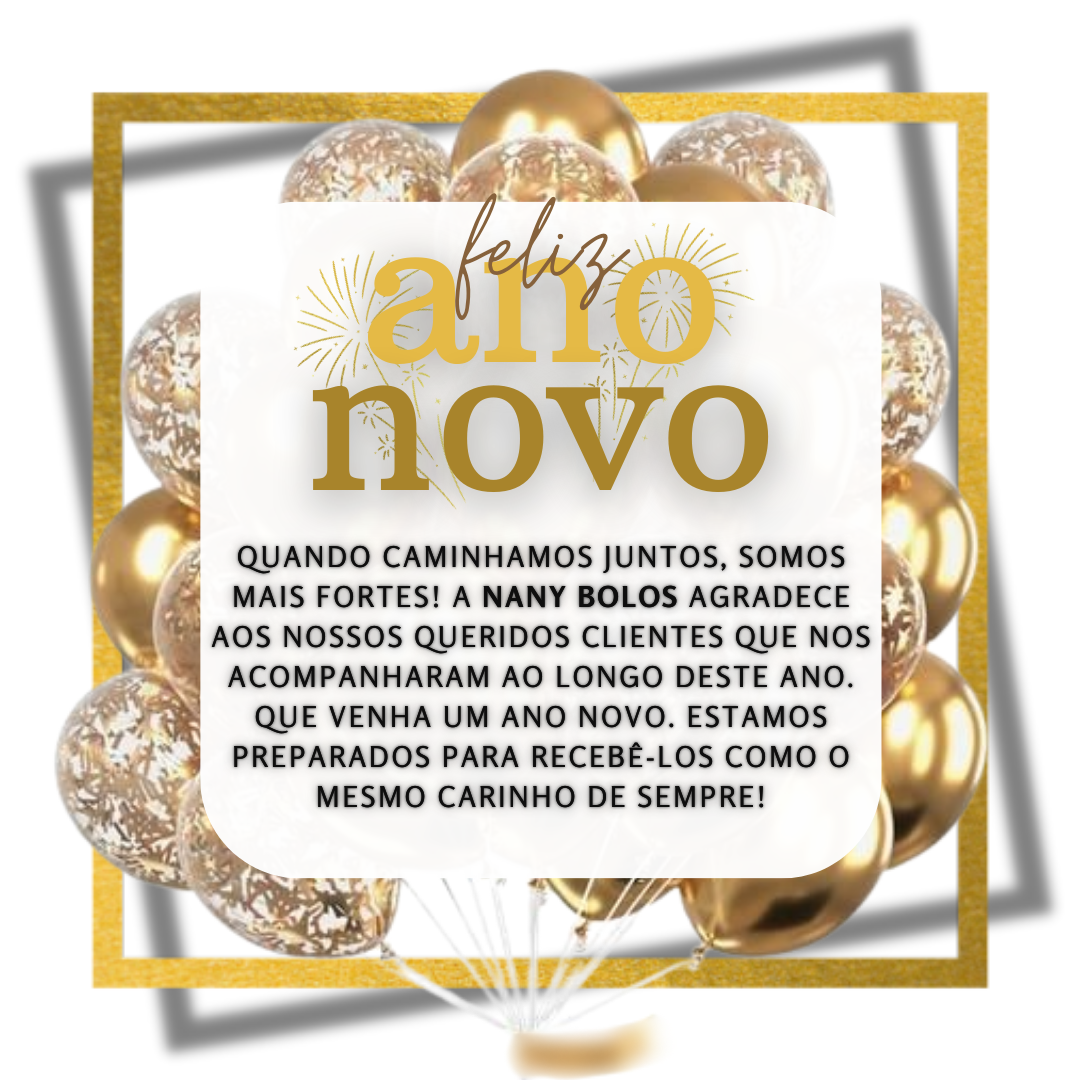 feliz
ano
novo
QUANDO CAMINHAMOS JUNTOS, SOMOS
MAIS FORTES! A NANY BOLOS AGRADECE
AOS NOSSOS QUERIDOS CLIENTES QUE NOS
ACOMPANHARAM AO LONGO DESTE ANO.
QUE VENHA UM ANO NOVO. ESTAMOS
PREPARADOS PARA RECEBÊ-LOS COMO O
MESMO CARINHO DE SEMPRE!